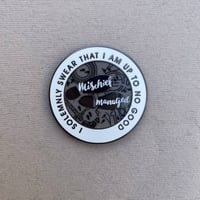 I SOLEMNLY SWEAR THAT I AM UP TO NO GOOD
Mischief
managed